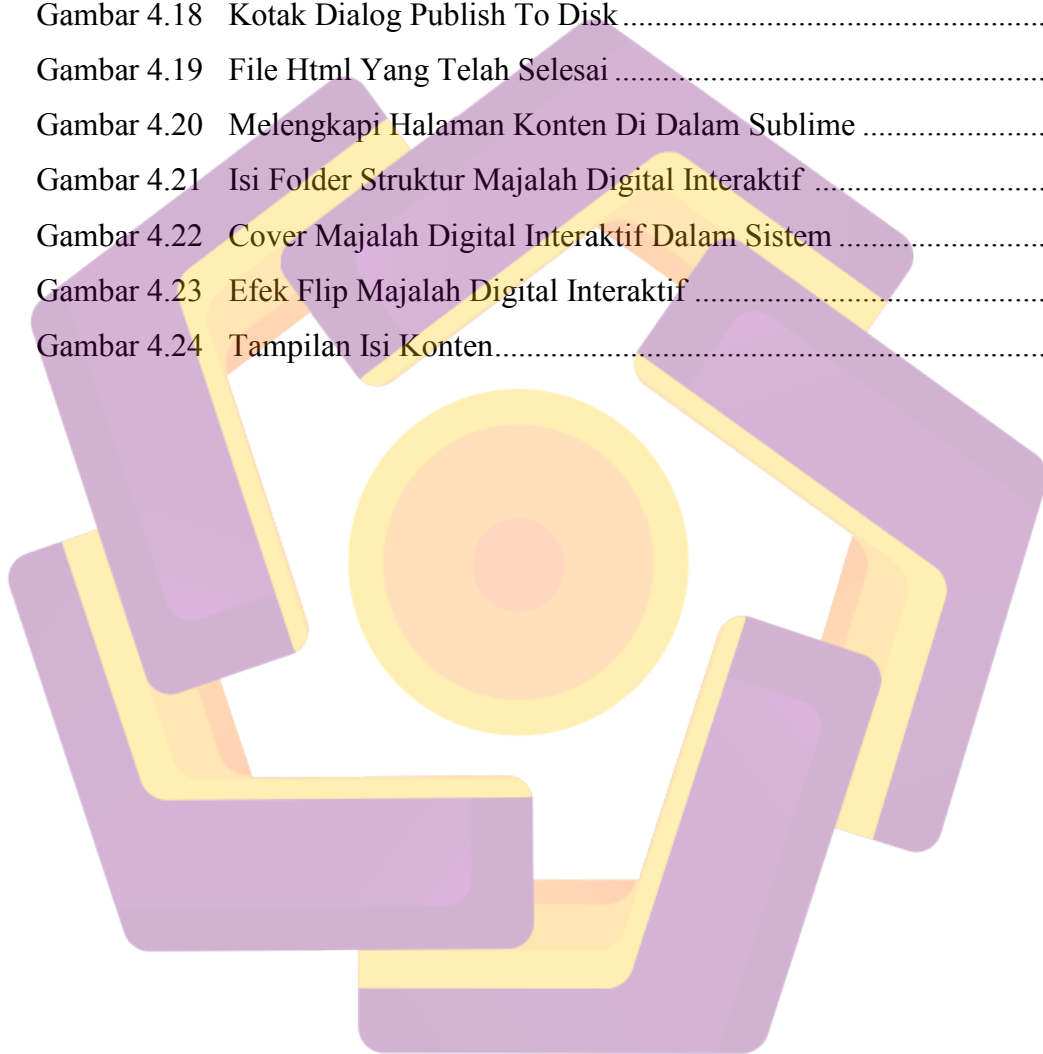 Gambar 4.18 Kotak Dialog Publish To Disk
Gambar 4.19 File Html Yang Telah Selesai
Gambar 4.20 Melengkapi Halaman Konten Di Dalam Sublime
Gambar 4.21 Isi Folder Struktur Majalah Digital Interaktif
Gambar 4.22 Cover Majalah Digital Interaktif Dalam Sistem
Gambar 4.23 Efek Flip Majalah Digital Interaktif
Gambar 4.24 Tampilan Isi Konten